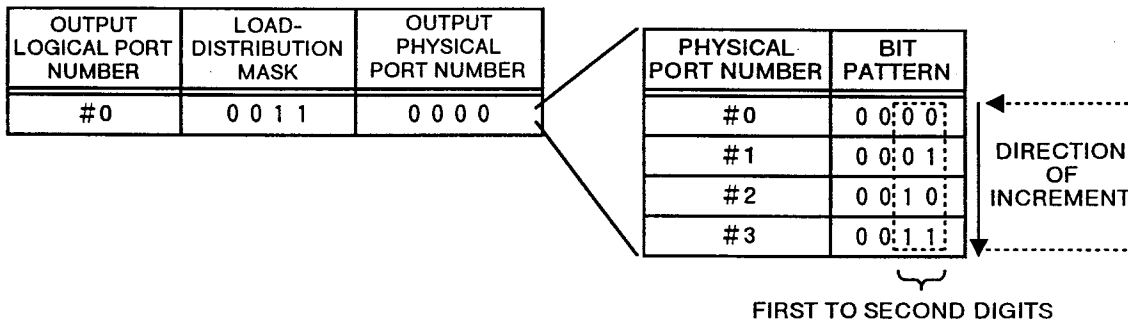 OUTPUT LOGICAL PORT NUMBER
LOAD-DISTRIBUTION MASK
OUTPUT PHYSICAL PORT NUMBER
#0
0 0 1 1
0 0 0 0
PHYSICAL PORT NUMBER
BIT PATTERN
#0
0 0 0 0
#1
0 0 0 1
#2
0 0 1 0
#3
0 0 1 1
DIRECTION
OF
INCREMENT
FIRST TO SECOND DIGITS